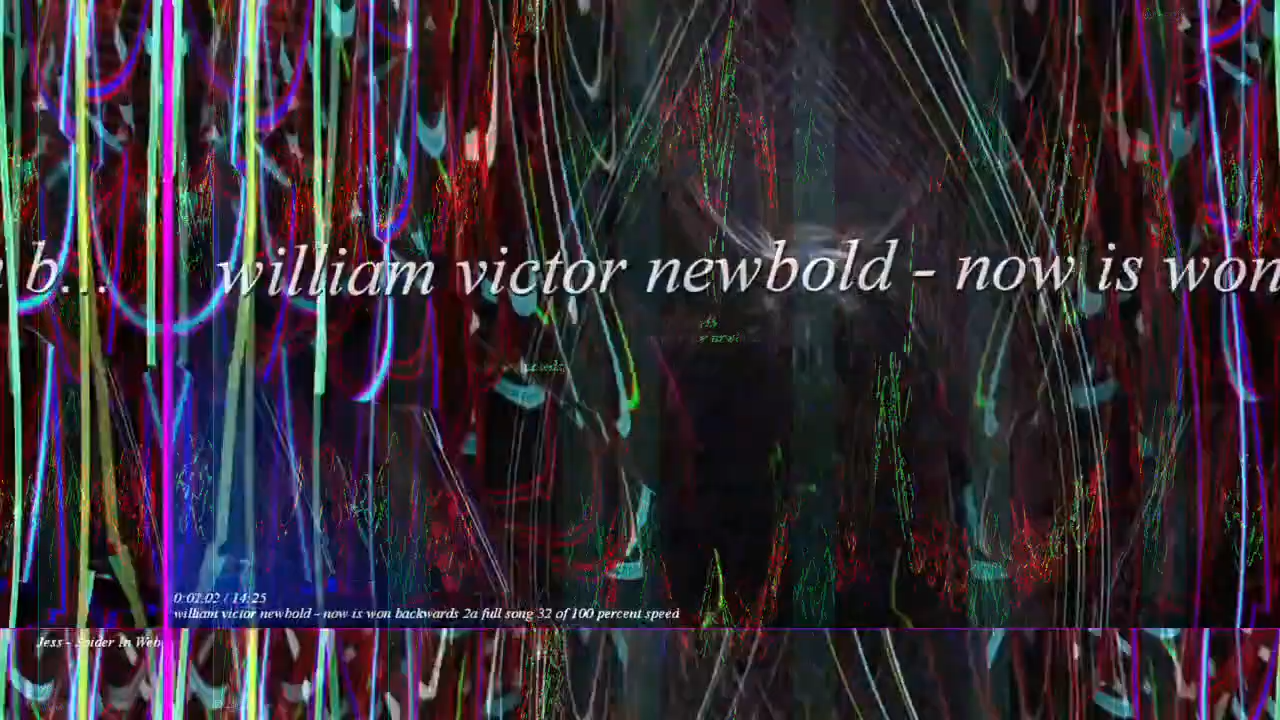 b... william victor newbold - now is won
0:02.02 / 14:25
william victor newbold - now is won backwards 2a full song 32 of 100 percent speed
Jess - Spider In Web